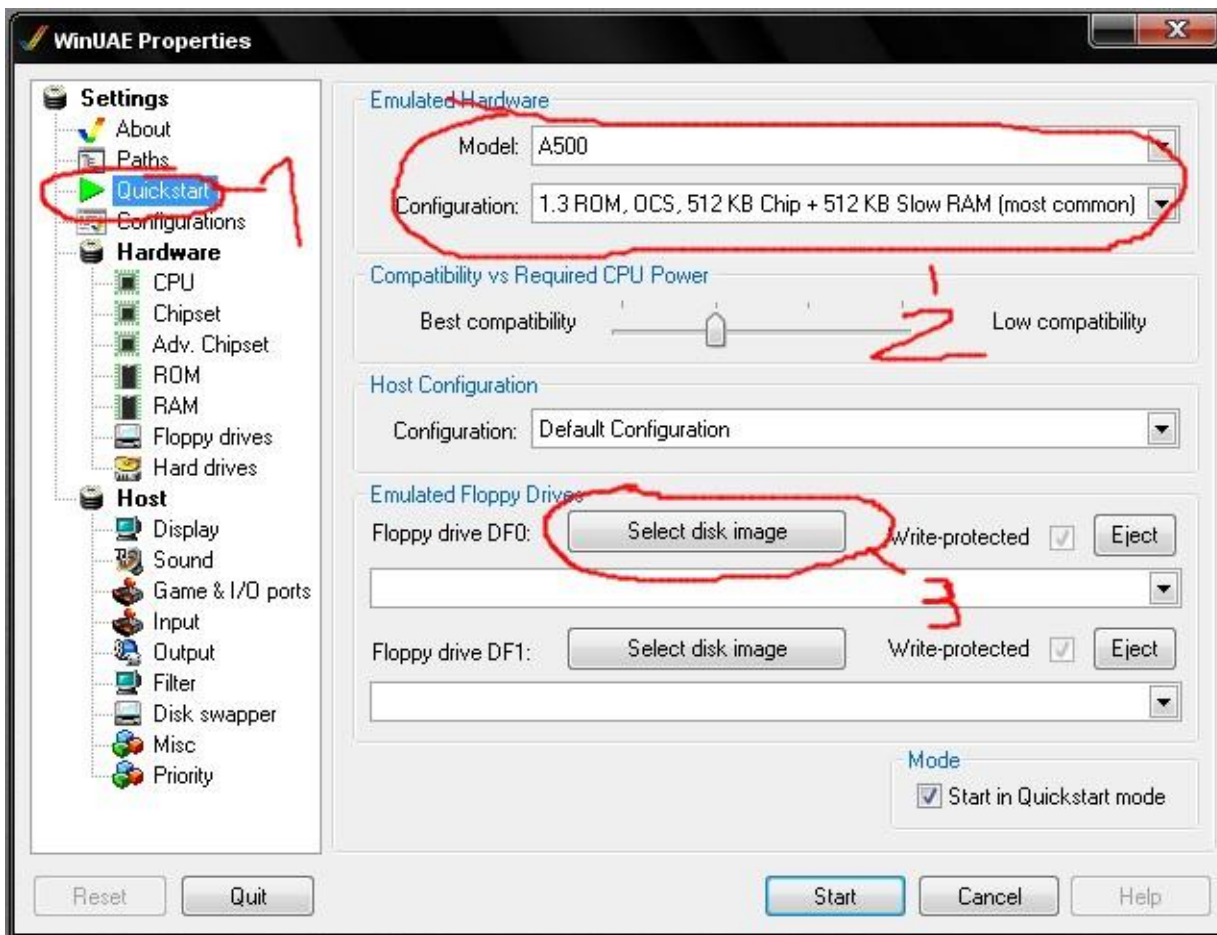 WinUAE Properties
X
Settings
About
Paths
Quickstart
Configurations
Hardware
CPU
Chipset
Adv. Chipset
ROM
RAM
Floppy drives
Hard drives
Host
Display
Sound
Game & I/O ports
Input
Output
Filter
Disk swapper
Misc
Priority
1
Emulated Hardware
Model: A500
Configuration: 1.3 ROM, OCS, 512 KB Chip + 512 KB Slow RAM (most common)
Compatibility vs Required CPU Power
Best compatibility Low compatibility
2
Host Configuration
Configuration: Default Configuration
Emulated Floppy Drives
Floppy drive DF0: Select disk image Write-protected Eject
3
Floppy drive DF1: Select disk image Write-protected Eject
Mode
Start in Quickstart mode
Reset Quit Start Cancel Help